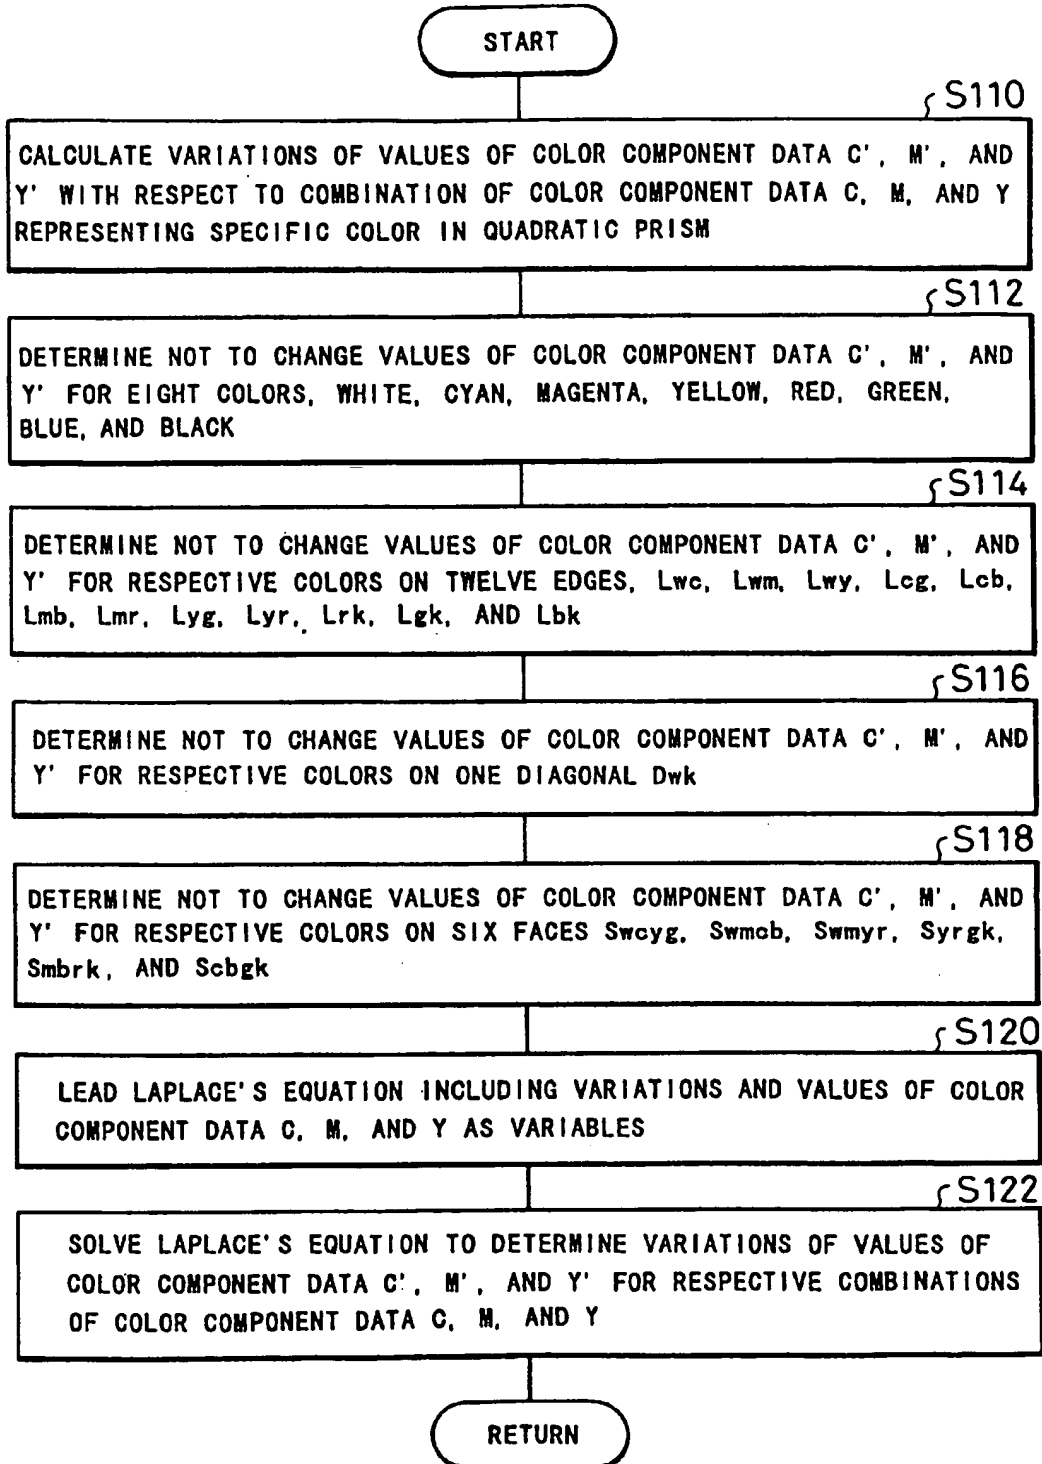 START
S110
CALCULATE VARIATIONS OF VALUES OF COLOR COMPONENT DATA C', M', AND
Y' WITH RESPECT TO COMBINATION OF COLOR COMPONENT DATA C, M, AND Y
REPRESENTING SPECIFIC COLOR IN QUADRATIC PRISM
S112
DETERMINE NOT TO CHANGE VALUES OF COLOR COMPONENT DATA C', M', AND
Y' FOR EIGHT COLORS, WHITE, CYAN, MAGENTA, YELLOW, RED, GREEN,
BLUE, AND BLACK
S114
DETERMINE NOT TO CHANGE VALUES OF COLOR COMPONENT DATA C', M', AND
Y' FOR RESPECTIVE COLORS ON TWELVE EDGES, Lwc, Lwm, Lwy, Lcg, Lcb,
Lmb, Lmr, Lyg, Lyr, Lrk, Lgk, AND Lbk
S116
DETERMINE NOT TO CHANGE VALUES OF COLOR COMPONENT DATA C', M', AND
Y' FOR RESPECTIVE COLORS ON ONE DIAGONAL Dwk
S118
DETERMINE NOT TO CHANGE VALUES OF COLOR COMPONENT DATA C', M', AND
Y' FOR RESPECTIVE COLORS ON SIX FACES Swcyg, Swmcb, Swmyr, Syrgk,
Smbrk, AND Scbgk
S120
LEAD LAPLACE'S EQUATION INCLUDING VARIATIONS AND VALUES OF COLOR
COMPONENT DATA C, M, AND Y AS VARIABLES
S122
SOLVE LAPLACE'S EQUATION TO DETERMINE VARIATIONS OF VALUES OF
COLOR COMPONENT DATA C', M', AND Y' FOR RESPECTIVE COMBINATIONS
OF COLOR COMPONENT DATA C, M, AND Y
RETURN